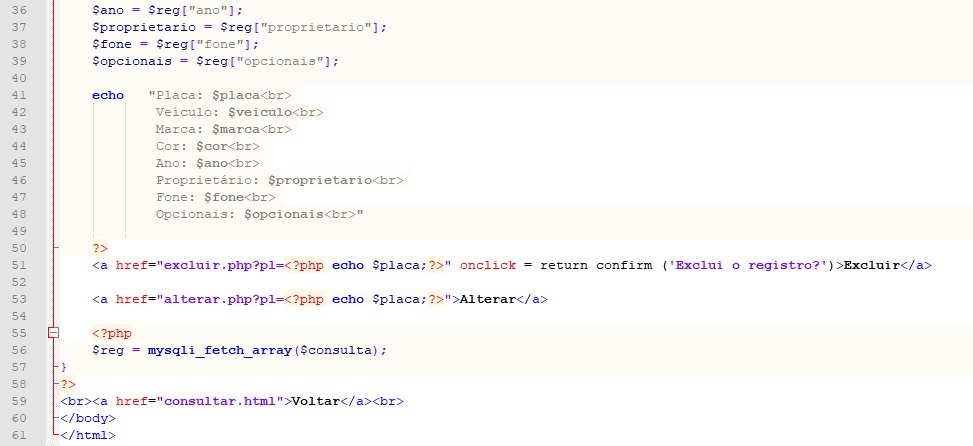 36 $ano = $reg["ano"];
37 $proprietario = $reg["proprietario"];
38 $fone = $reg["fone"];
39 $opcionais = $reg["opcionais"];
40
41 echo "Placa: $placa<br>
42 Veículo: $veiculo<br>
43 Marca: $marca<br>
44 Cor: $cor<br>
45 Ano: $ano<br>
46 Proprietário: $proprietario<br>
47 Fone: $fone<br>
48 Opcionais: $opcionais<br>"
49
50 ?>
51 <a href="excluir.php?pl=<?php echo $placa;?>" onclick = return confirm ('Exclui o registro?')>Excluir</a>
52
53 <a href="alterar.php?pl=<?php echo $placa;?>">Alterar</a>
54
55 <?php
56 $reg = mysqli_fetch_array($consulta);
57 }
58 ?>
59 <br><a href="consultar.html">Voltar</a><br>
60 </body>
61 </html>